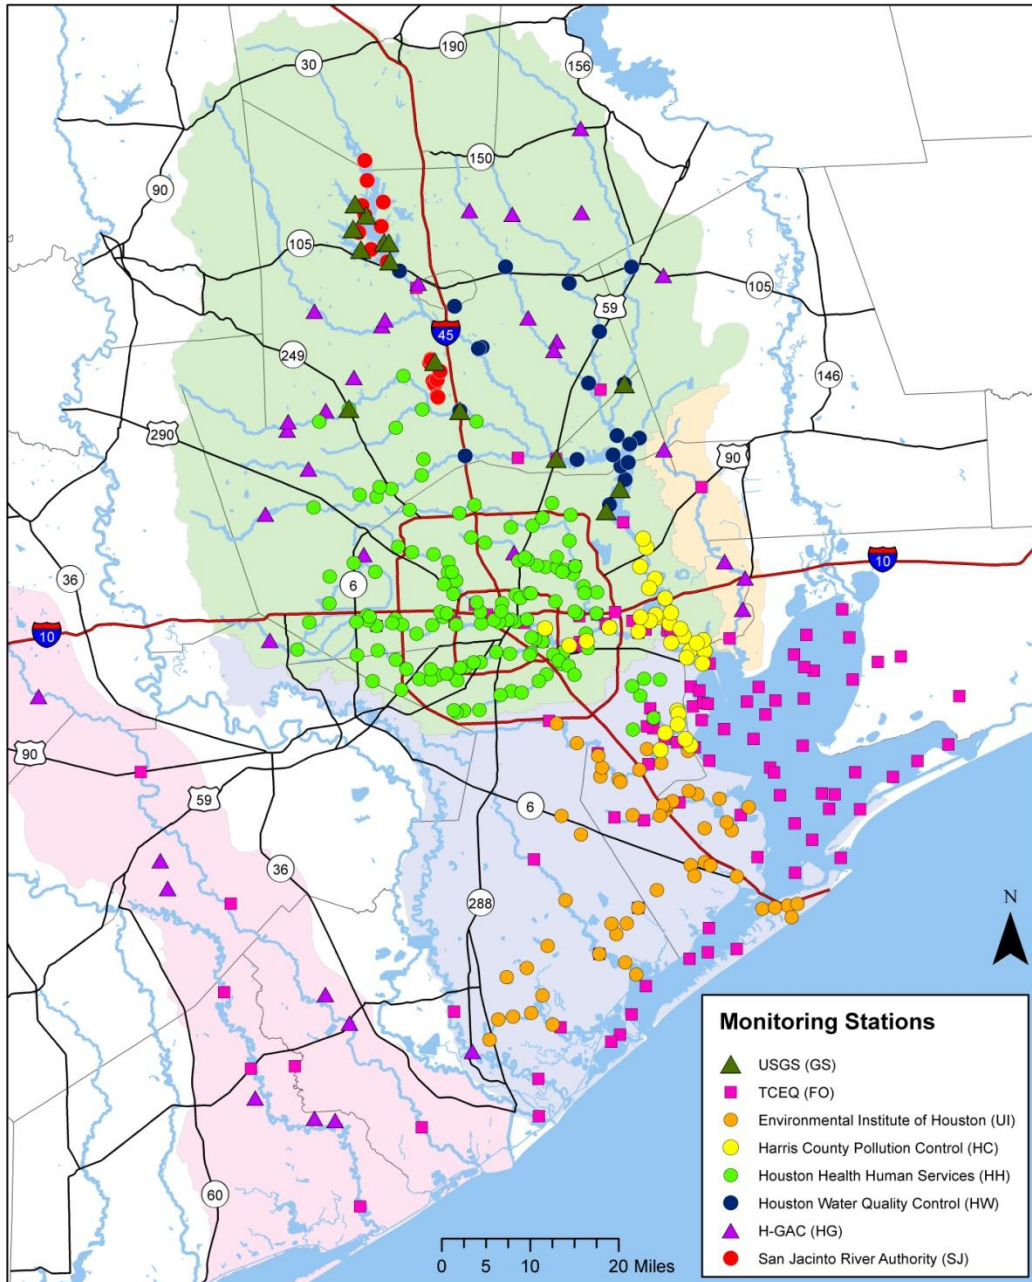 190
30
156
150
90
105
105
59
45
249
146
290
90
36
6
10
10
90
59
6
36
288
N
60
0 5 10 20 Miles
Monitoring Stations
USGS (GS)
TCEQ (FO)
Environmental Institute of Houston (UI)
Harris County Pollution Control (HC)
Houston Health Human Services (HH)
Houston Water Quality Control (HW)
H-GAC (HG)
San Jacinto River Authority (SJ)